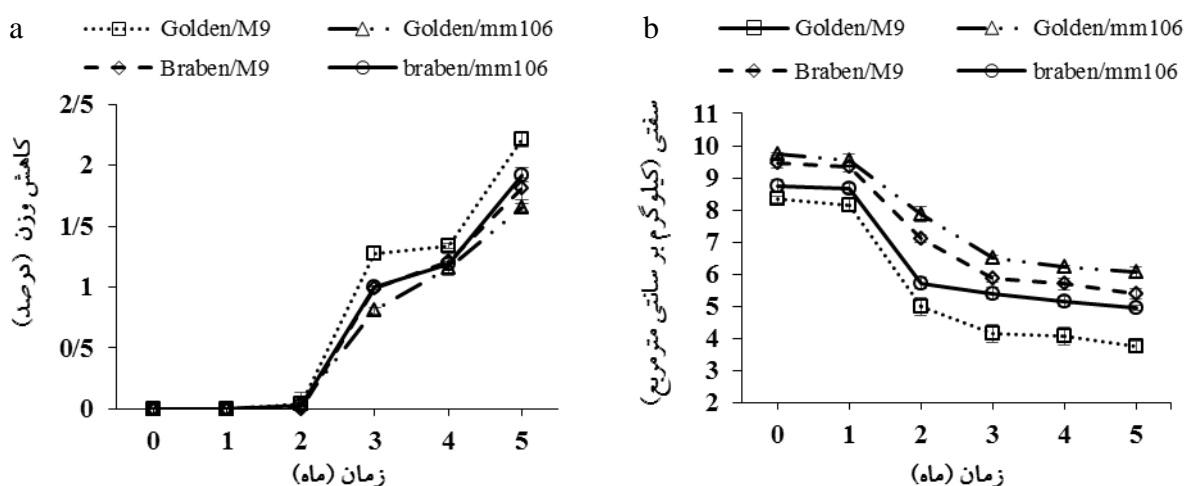 a
Golden/M9 Golden/mm106
Braben/M9 braben/mm106
کاهش وزن (درصد)
2/5
2
1/5
1
0/5
0
0 1 2 3 4 5
زمان (ماه)
b
Golden/M9 Golden/mm106
Braben/M9 braben/mm106
سفتی (کیلوگرم بر سانتی مترمربع)
11
10
9
8
7
6
5
4
3
2
0 1 2 3 4 5
زمان (ماه)